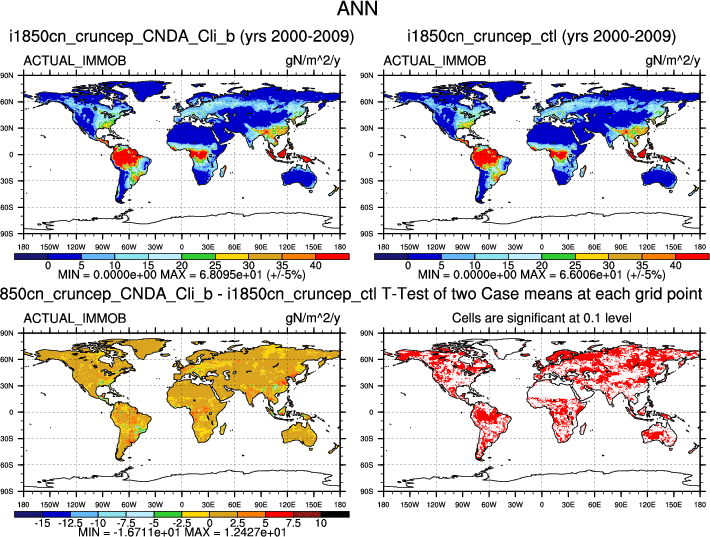 ANN
i1850cn_cruncep_CNDA_Cli_b (yrs 2000-2009)
i1850cn_cruncep_ctl (yrs 2000-2009)
ACTUAL_IMMOB gN/m^2/y
ACTUAL_IMMOB gN/m^2/y
90N
60N
30N
0
30S
60S
90S
180 150W 120W 90W 60W 30W 0 30E 60E 90E 120E 150E 180
90N
60N
30N
0
30S
60S
90S
180 150W 120W 90W 60W 30W 0 30E 60E 90E 120E 150E 180
0 5 10 15 20 25 30 35 40
MIN = 0.0000e+00 MAX = 6.8095e+01 (+/-5%)
0 5 10 15 20 25 30 35 40
MIN = 0.0000e+00 MAX = 6.6006e+01 (+/-5%)
850cn_cruncep_CNDA_Cli_b - i1850cn_cruncep_ctl
T-Test of two Case means at each grid point
ACTUAL_IMMOB gN/m^2/y
Cells are significant at 0.1 level
90N
60N
30N
0
30S
60S
90S
180 150W 120W 90W 60W 30W 0 30E 60E 90E 120E 150E 180
90N
60N
30N
0
30S
60S
90S
180 150W 120W 90W 60W 30W 0 30E 60E 90E 120E 150E 180
-15 -12.5 -10 -7.5 -5 -2.5 0 2.5 5 7.5 10
MIN = -1.6711e+01 MAX = 1.2427e+01